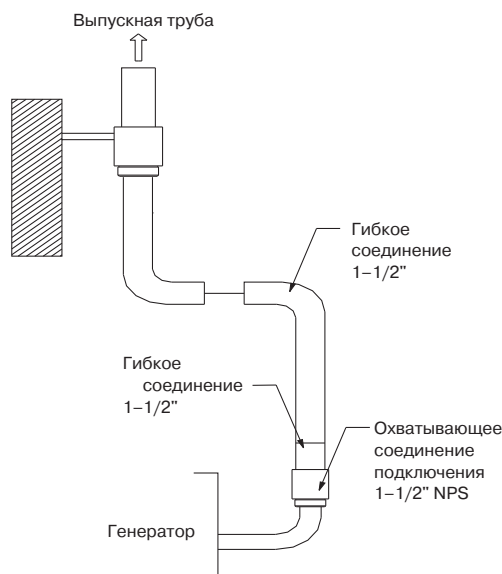 Выпускная труба
Гибкое
соединение
1–1/2"
Гибкое
соединение
1–1/2"
Охватывающее
соединение
подключения
1–1/2" NPS
Генератор